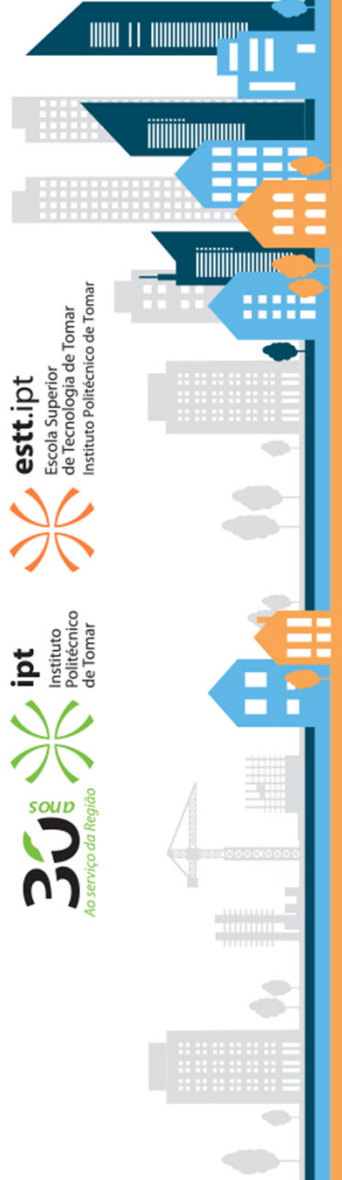 30 anos
Ao serviço da Região
ipt
Instituto
Politécnico
de Tomar
estt.ipt
Escola Superior
de Tecnologia de Tomar
Instituto Politécnico de Tomar